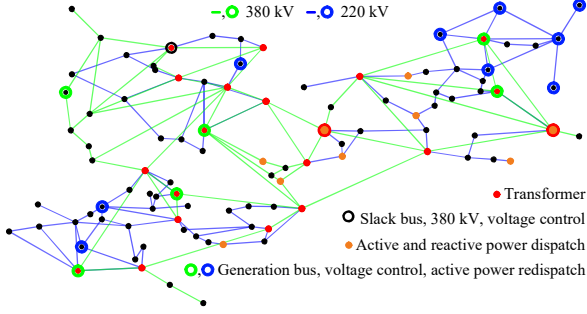 –,O 380 kV –,O 220 kV
Transformer
Slack bus, 380 kV, voltage control
Active and reactive power dispatch
O,O Generation bus, voltage control, active power redispatch